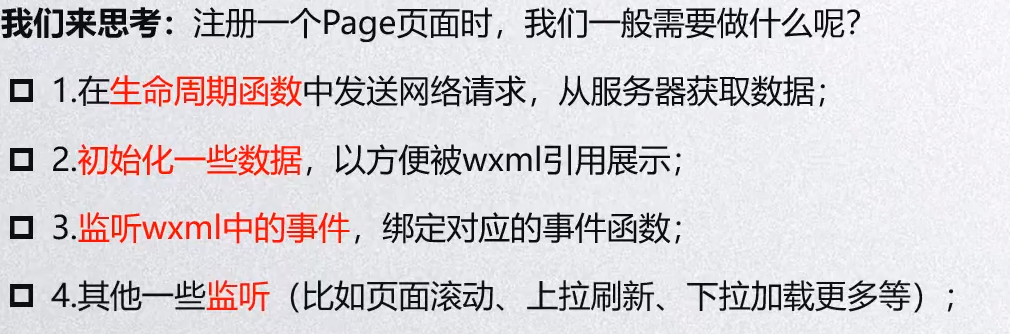 我们来思考：注册一个Page页面时，我们一般需要做什么呢？
1.在生命周期函数中发送网络请求，从服务器获取数据；
2.初始化一些数据，以方便被wxml引用展示；
3.监听wxml中的事件，绑定对应的事件函数；
4.其他一些监听（比如页面滚动、上拉刷新、下拉加载更多等）；